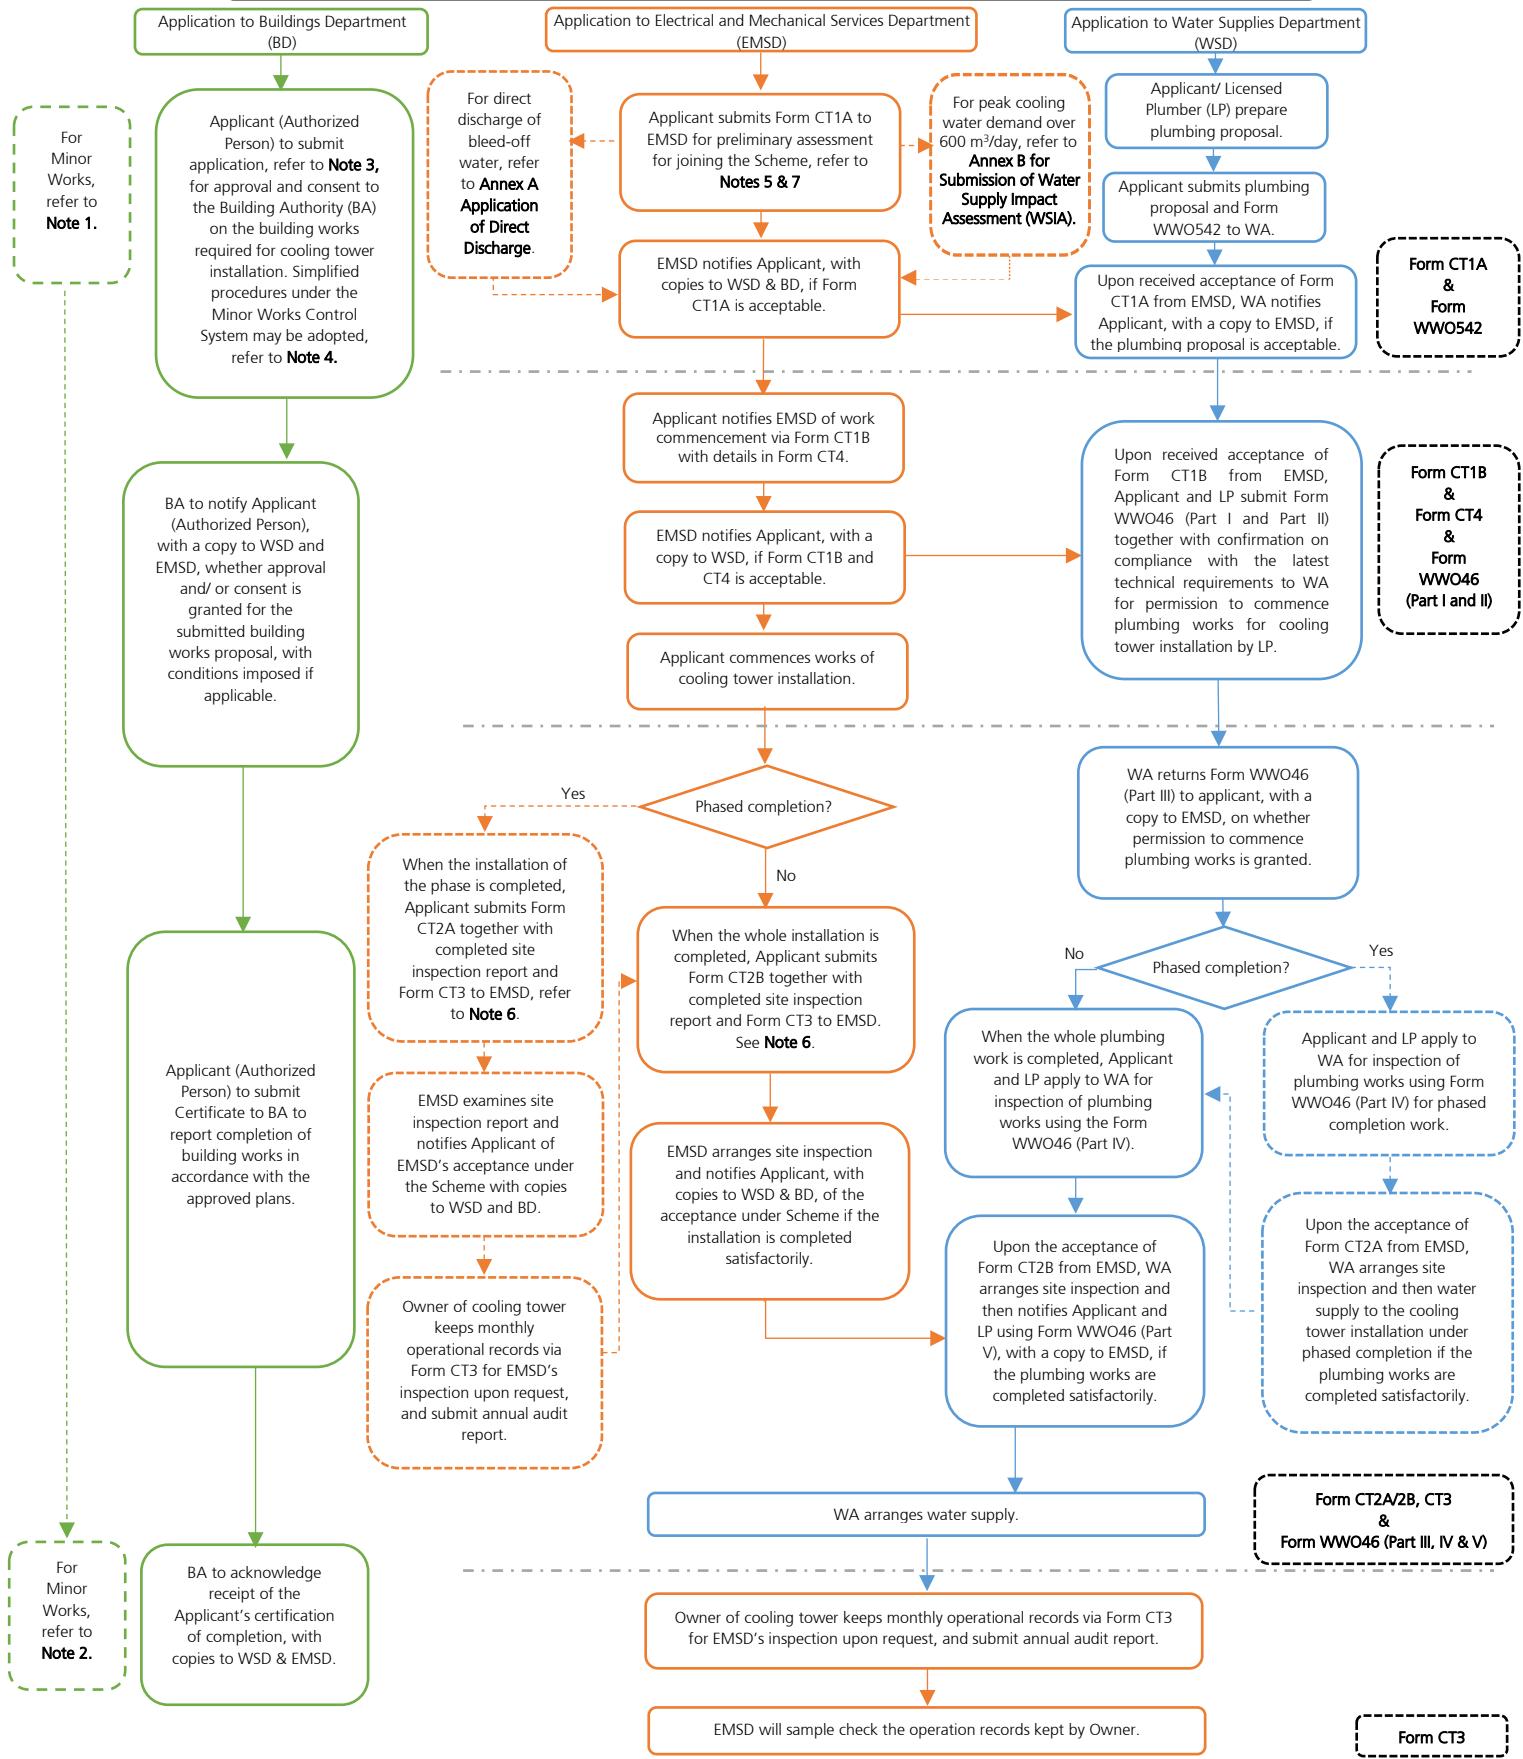 Application to Buildings Department
(BD)
Application to Electrical and Mechanical Services Department
(EMSD)
Application to Water Supplies Department
(WSD)
For
Minor
Works,
refer to
Note 1.
Applicant (Authorized
Person) to submit
application, refer to Note 3,
for approval and consent to
the Building Authority (BA)
on the building works
required for cooling tower
installation. Simplified
procedures under the
Minor Works Control
System may be adopted,
refer to Note 4.
For direct
discharge of
bleed-off
water, refer
to Annex A
Application
of Direct
Discharge.
Applicant submits Form CT1A to
EMSD for preliminary assessment
for joining the Scheme, refer to
Notes 5 & 7
For peak cooling
water demand over
600 m³/day, refer to
Annex B for
Submission of Water
Supply Impact
Assessment (WSIA).
Applicant/ Licensed
Plumber (LP) prepare
plumbing proposal.
Applicant submits plumbing
proposal and Form
WWO542 to WA.
EMSD notifies Applicant, with
copies to WSD & BD, if Form
CT1A is acceptable.
Upon received acceptance of Form
CT1A from EMSD, WA notifies
Applicant, with a copy to EMSD, if
the plumbing proposal is acceptable.
Form CT1A
&
Form
WWO542
Applicant notifies EMSD of work
commencement via Form CT1B
with details in Form CT4.
EMSD notifies Applicant, with a
copy to WSD, if Form CT1B and
CT4 is acceptable.
Applicant commences works of
cooling tower installation.
Upon received acceptance of
Form CT1B from EMSD,
Applicant and LP submit Form
WWO46 (Part I and Part II)
together with confirmation on
compliance with the latest
technical requirements to WA
for permission to commence
plumbing works for cooling
tower installation by LP.
Form CT1B
&
Form CT4
&
Form
WWO46
(Part I and II)
BA to notify Applicant
(Authorized Person),
with a copy to WSD and
EMSD, whether approval
and/ or consent is
granted for the
submitted building
works proposal, with
conditions imposed if
applicable.
Phased completion?
Yes
No
WA returns Form WWO46
(Part III) to applicant, with a
copy to EMSD, on whether
permission to commence
plumbing works is granted.
When the installation of
the phase is completed,
Applicant submits Form
CT2A together with
completed site
inspection report and
Form CT3 to EMSD, refer
to Note 6.
When the whole installation is
completed, Applicant submits
Form CT2B together with
completed site inspection
report and Form CT3 to EMSD.
See Note 6.
No
Phased completion?
Yes
When the whole plumbing
work is completed, Applicant
and LP apply to WA for
inspection of plumbing
works using the Form
WWO46 (Part IV).
Applicant and LP apply to
WA for inspection of
plumbing works using Form
WWO46 (Part IV) for phased
completion work.
Applicant (Authorized
Person) to submit
Certificate to BA to
report completion of
building works in
accordance with the
approved plans.
EMSD examines site
inspection report and
notifies Applicant of
EMSD's acceptance under
the Scheme with copies
to WSD and BD.
EMSD arranges site inspection
and notifies Applicant, with
copies to WSD & BD, of the
acceptance under Scheme if the
installation is completed
satisfactorily.
Upon the acceptance of
Form CT2B from EMSD, WA
arranges site inspection and
then notifies Applicant and
LP using Form WWO46 (Part
V), with a copy to EMSD, if
the plumbing works are
completed satisfactorily.
Upon the acceptance of
Form CT2A from EMSD,
WA arranges site
inspection and then water
supply to the cooling
tower installation under
phased completion if the
plumbing works are
completed satisfactorily.
Owner of cooling tower
keeps monthly
operational records via
Form CT3 for EMSD's
inspection upon request,
and submit annual audit
report.
WA arranges water supply.
Form CT2A/2B, CT3
&
Form WWO46 (Part III, IV & V)
For
Minor
Works,
refer to
Note 2.
BA to acknowledge
receipt of the
Applicant's certification
of completion, with
copies to WSD & EMSD.
Owner of cooling tower keeps monthly operational records via Form CT3
for EMSD's inspection upon request, and submit annual audit report.
EMSD will sample check the operation records kept by Owner.
Form CT3